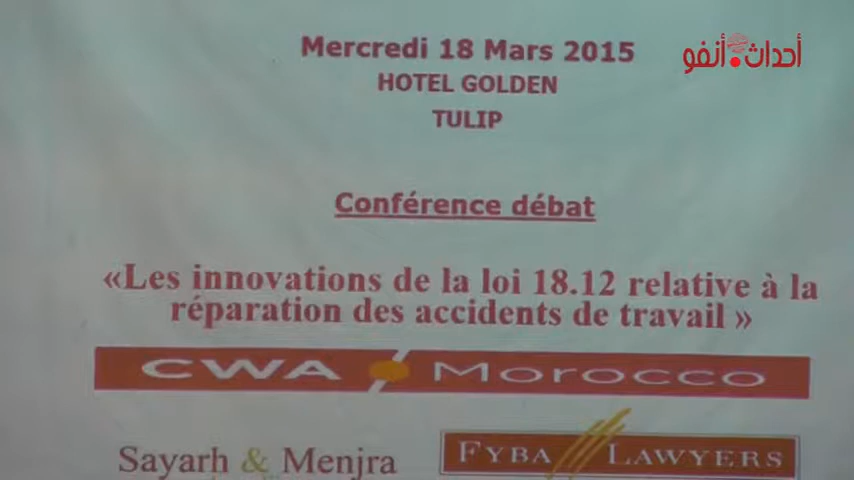 Mercredi 18 Mars 2015
أحداث.أنفو
HOTEL GOLDEN
TULIP
Conférence débat
«Les innovations de la loi 18.12 relative à la
réparation des accidents de travail »
CWA Morocco
Sayarh & Menjra
FYBA LAWYERS